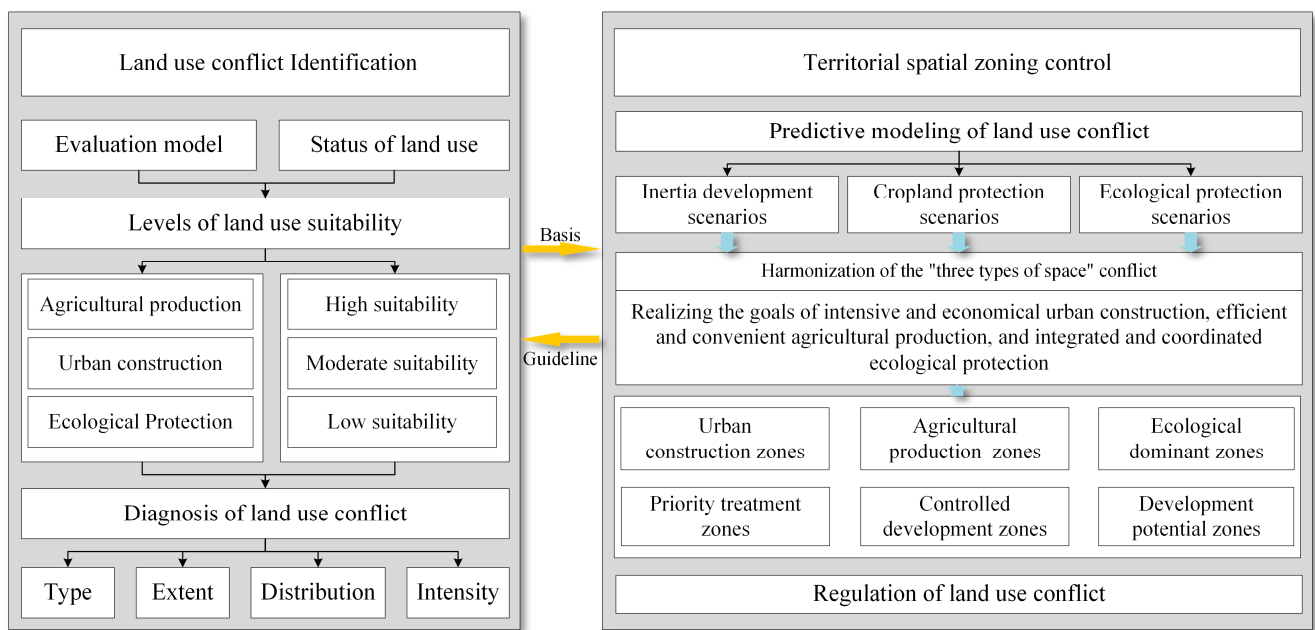 Land use conflict Identification
Evaluation model
Status of land use
Levels of land use suitability
Agricultural production
Urban construction
Ecological Protection
High suitability
Moderate suitability
Low suitability
Diagnosis of land use conflict
Type
Extent
Distribution
Intensity
Basis
Guideline
Territorial spatial zoning control
Predictive modeling of land use conflict
Inertia development
scenarios
Cropland protection
scenarios
Ecological protection
scenarios
Harmonization of the "three types of space" conflict
Realizing the goals of intensive and economical urban construction, efficient
and convenient agricultural production, and integrated and coordinated
ecological protection
Urban
construction zones
Agricultural
production zones
Ecological
dominant zones
Priority treatment
zones
Controlled
development zones
Development
potential zones
Regulation of land use conflict